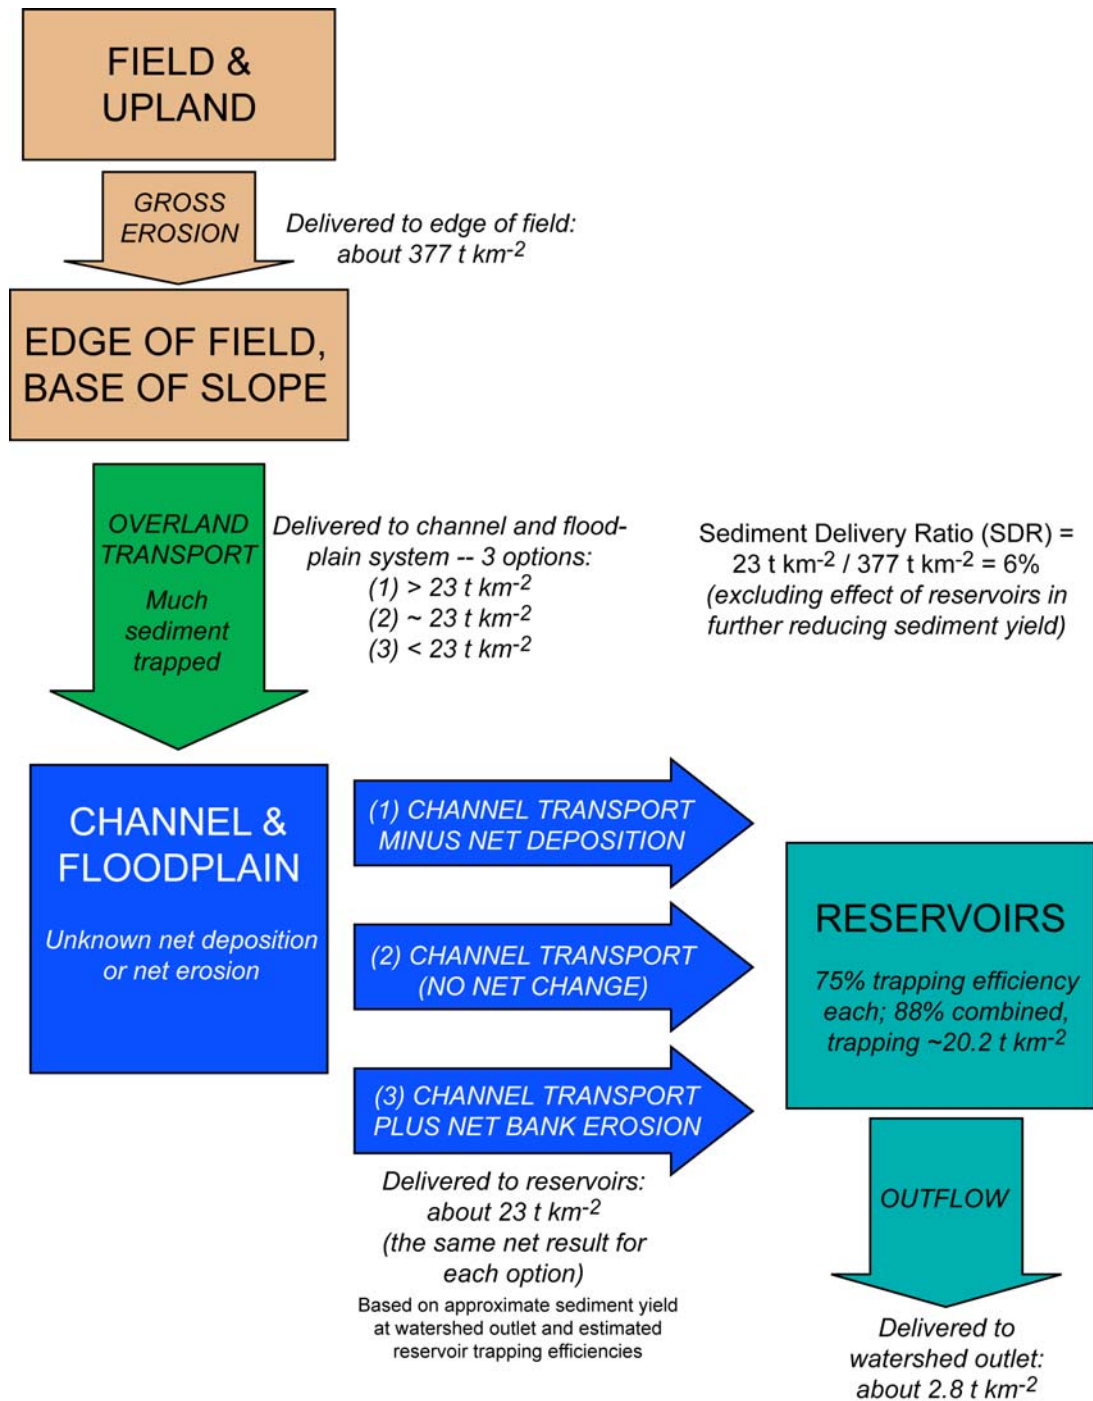 FIELD &
UPLAND
GROSS
EROSION
Delivered to edge of field:
about 377 t km-2
EDGE OF FIELD,
BASE OF SLOPE
OVERLAND
TRANSPORT
Much
sediment
trapped
Delivered to channel and flood-
plain system -- 3 options:
(1) > 23 t km-2
(2) ~ 23 t km-2
(3) < 23 t km-2
Sediment Delivery Ratio (SDR) =
23 t km-2 / 377 t km-2 = 6%
(excluding effect of reservoirs in
further reducing sediment yield)
CHANNEL &
FLOODPLAIN
Unknown net deposition
or net erosion
(1) CHANNEL TRANSPORT
MINUS NET DEPOSITION
(2) CHANNEL TRANSPORT
(NO NET CHANGE)
(3) CHANNEL TRANSPORT
PLUS NET BANK EROSION
Delivered to reservoirs:
about 23 t km-2
(the same net result for
each option)
Based on approximate sediment yield
at watershed outlet and estimated
reservoir trapping efficiencies
RESERVOIRS
75% trapping efficiency
each; 88% combined,
trapping ~20.2 t km-2
OUTFLOW
Delivered to
watershed outlet:
about 2.8 t km-2